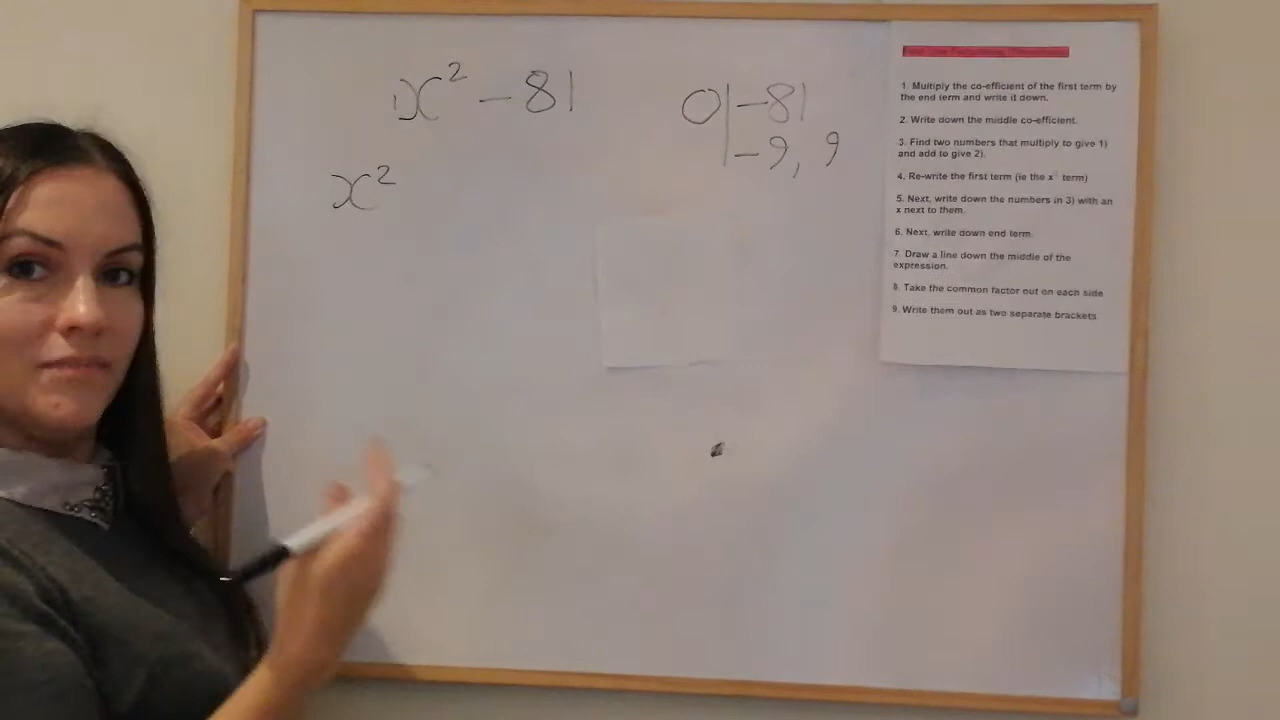 x² - 81
0 | -81
-9, 9
x²
1. Multiply the co-efficient of the first term by
the end term and write it down.
2. Write down the middle co-efficient.
3. Find two numbers that multiply to give 1)
and add to give 2).
4. Re-write the first term (ie the x² term)
5. Next, write down the numbers in 3) with an
x next to them.
6. Next, write down end term.
7. Draw a line down the middle of the
expression.
8. Take the common factor out on each side
9. Write them out as two separate brackets.